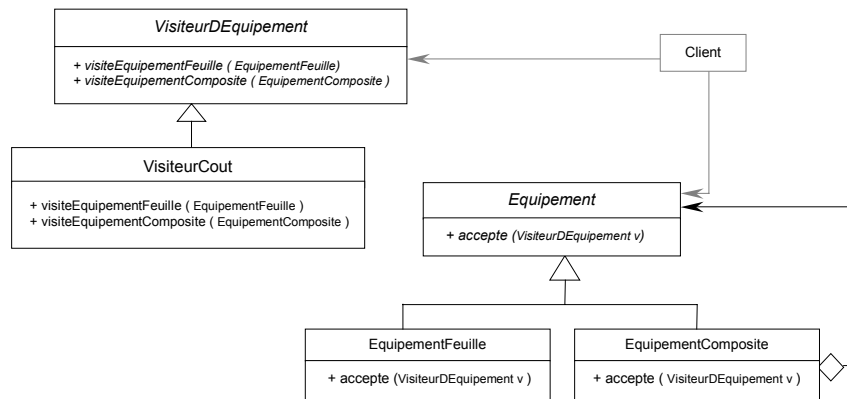 VisiteurDEquipement
+ visiteEquipementFeuille ( EquipementFeuille)
+ visiteEquipementComposite ( EquipementComposite )
Client
VisiteurCout
+ visiteEquipementFeuille ( EquipementFeuille )
+ visiteEquipementComposite ( EquipementComposite )
Equipement
+ accepte (VisiteurDEquipement v)
EquipementFeuille
+ accepte (VisiteurDEquipement v )
EquipementComposite
+ accepte ( VisiteurDEquipement v )